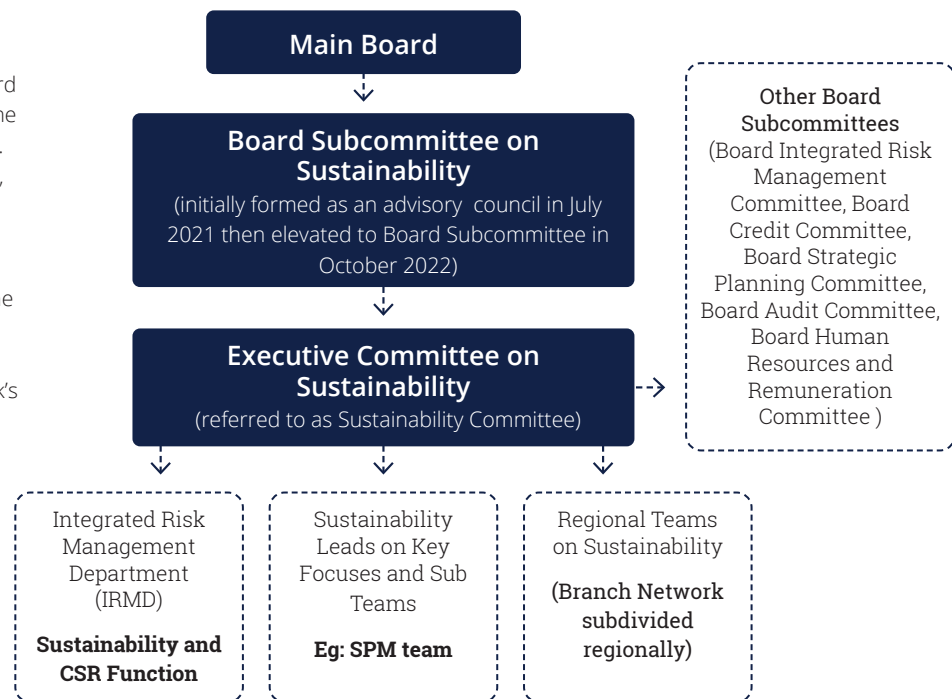 Main Board
Board Subcommittee on
Sustainability
(initially formed as an advisory council in July
2021 then elevated to Board Subcommittee in
October 2022)
Executive Committee on
Sustainability
(referred to as Sustainability Committee)
Other Board
Subcommittees
(Board Integrated Risk
Management
Committee, Board
Credit Committee,
Board Strategic
Planning Committee,
Board Audit Committee,
Board Human
Resources and
Remuneration
Committee )
Integrated Risk
Management
Department
(IRMD)
Sustainability and
CSR Function
Sustainability
Leads on Key
Focuses and Sub
Teams
Eg: SPM team
Regional Teams
on Sustainability
(Branch Network
subdivided
regionally)